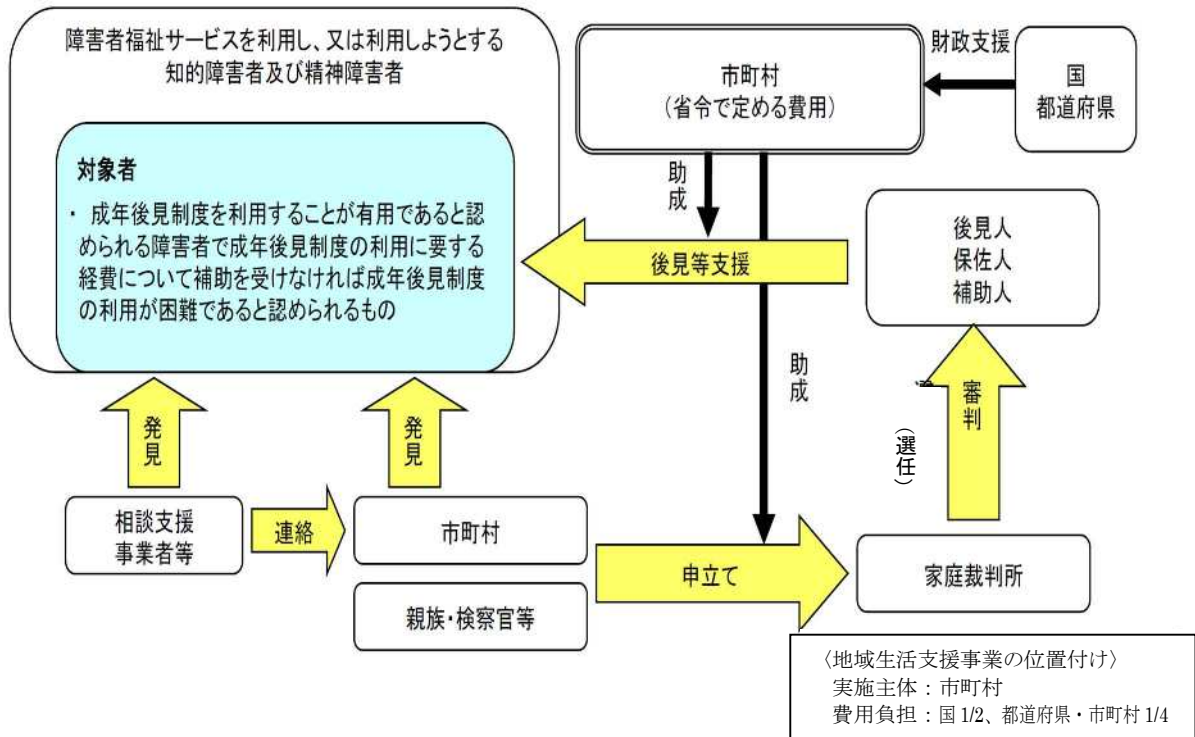 障害者福祉サービスを利用し、又は利用しようとする
知的障害者及び精神障害者
対象者
・ 成年後見制度を利用することが有用であると認
められる障害者で成年後見制度の利用に要する
経費について補助を受けなければ成年後見制度
の利用が困難であると認められるもの
市町村
(省令で定める費用)
財政支援
国
都道府県
助成
後見等支援
後見人
保佐人
補助人
助成
審判
(選任)
発見
発見
相談支援
事業者等
連絡
市町村
親族・検察官等
申立て
家庭裁判所
〈地域生活支援事業の位置付け〉
実施主体：市町村
費用負担：国 1/2、都道府県・市町村 1/4